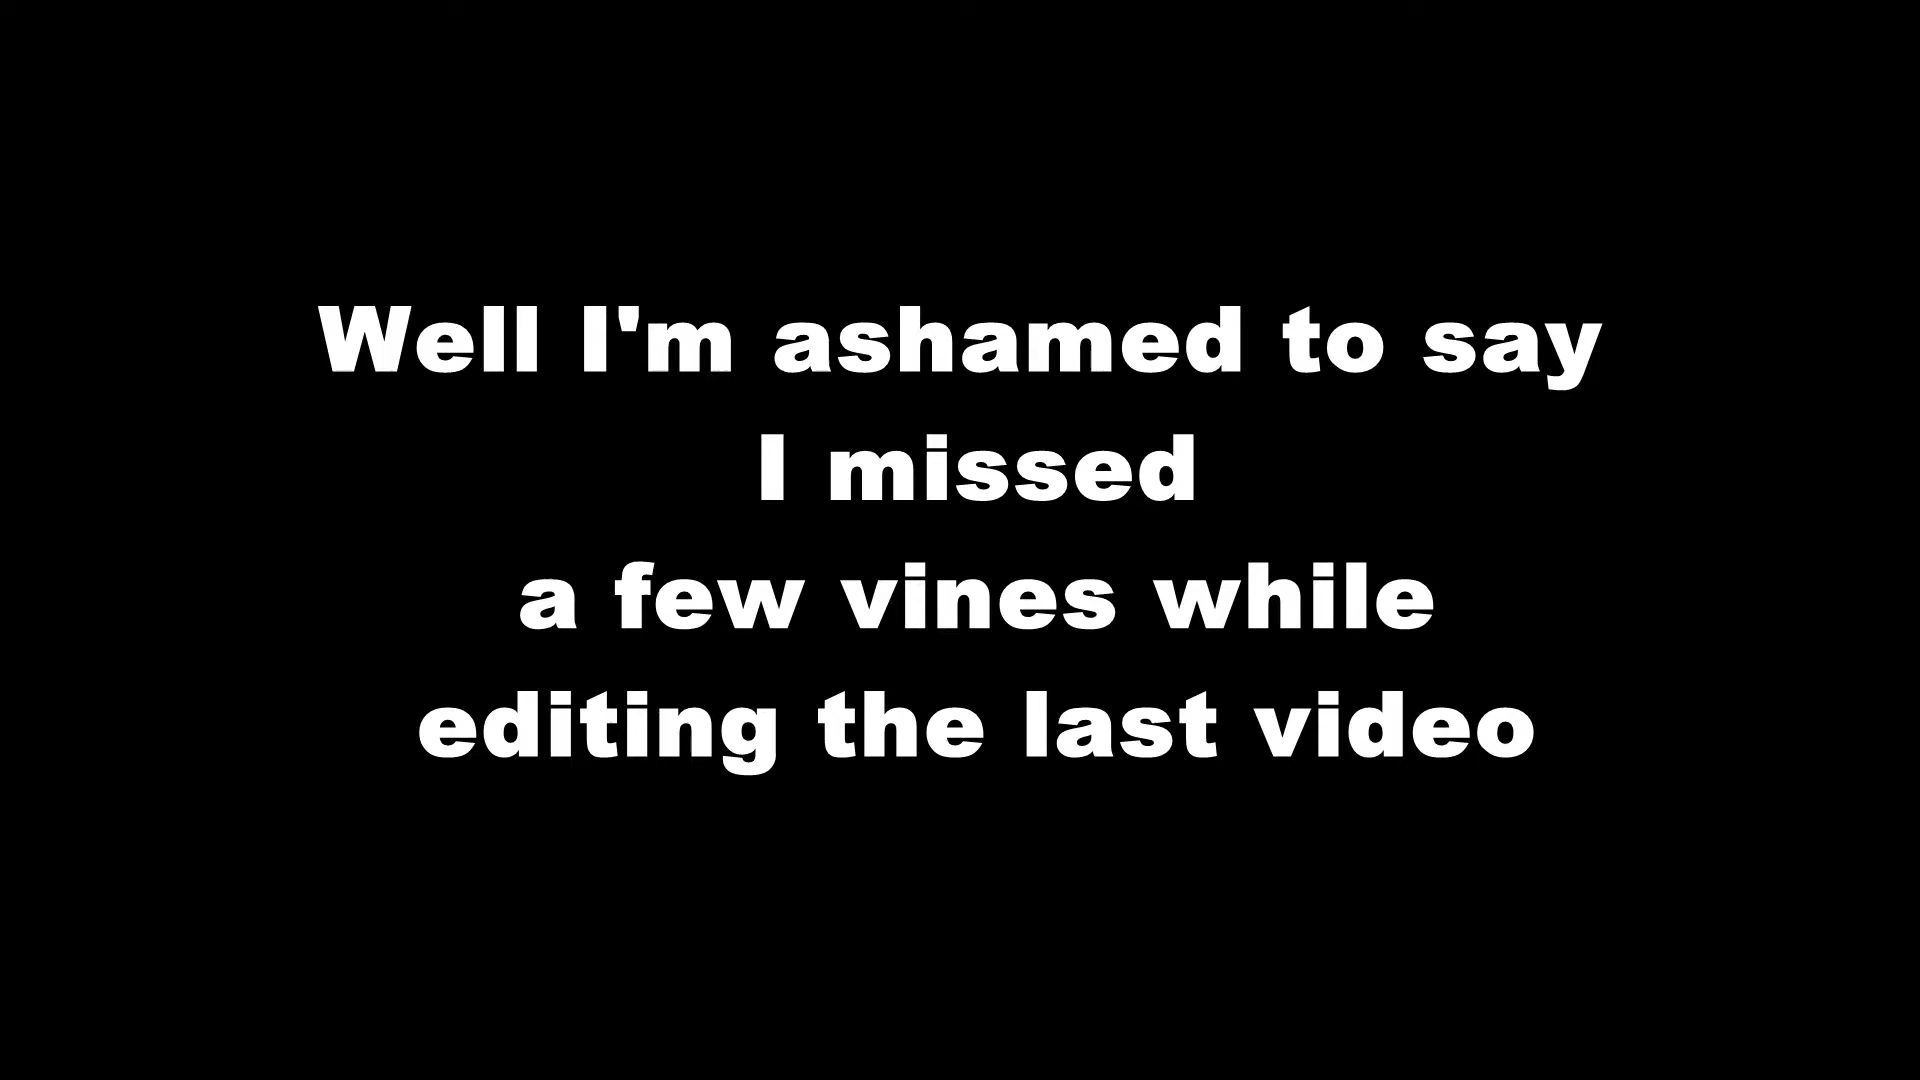 Well I'm ashamed to say
I missed
a few vines while
editing the last video